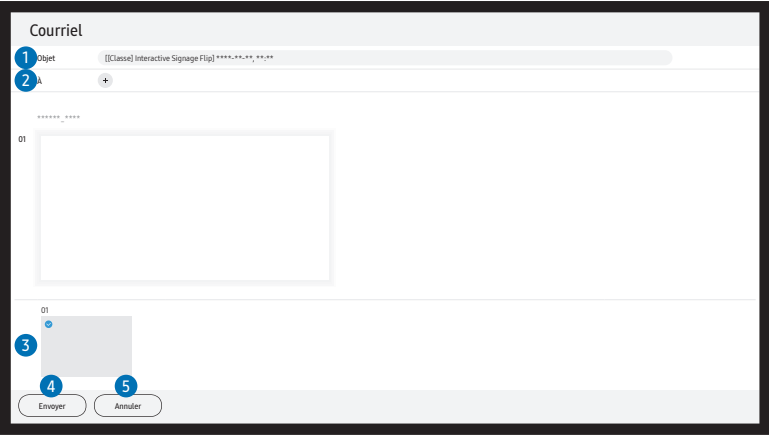 Courriel
1 Objet [[Classe] Interactive Signage Flip] ****-**-**, **:**
2 À +
******_****
01
01
3
4 5
Envoyer Annuler